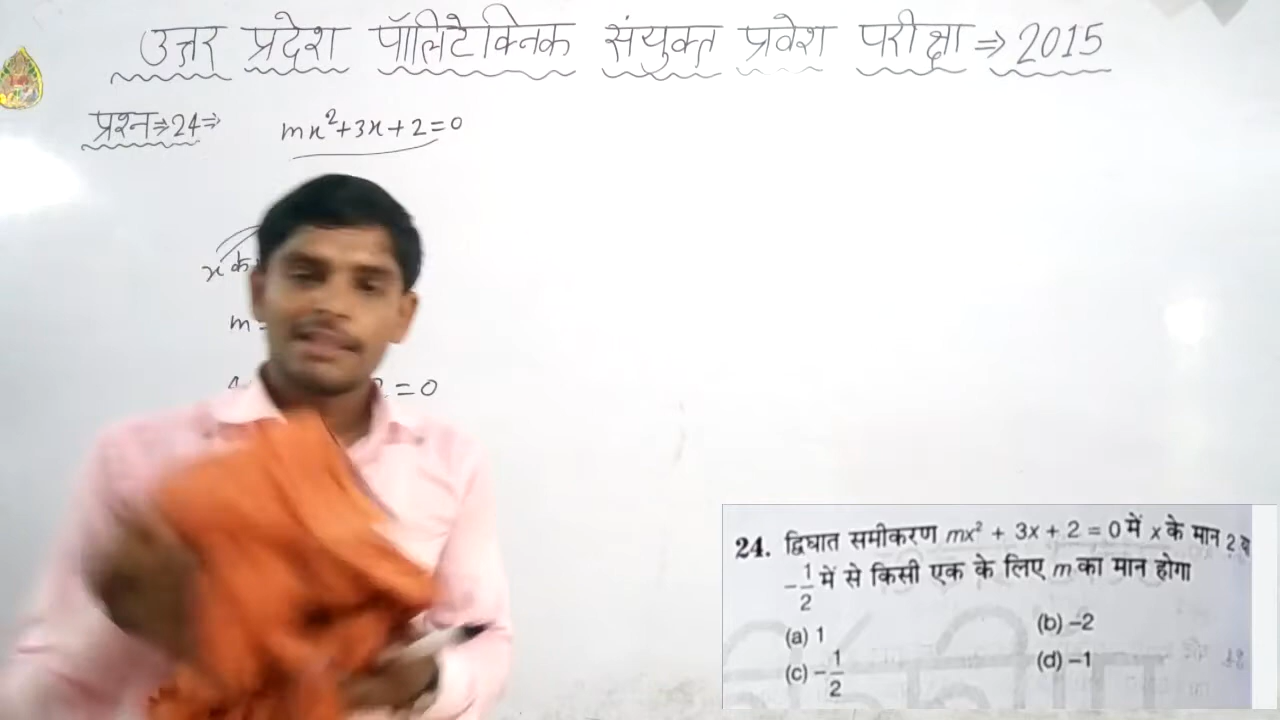 उत्तर प्रदेश पॉलिटेक्निक संयुक्त प्रवेश परीक्षा ⇒ 2015
प्रश्न ⇒ 24 ⇒ mx²+3x+2=0
x के
m =
2 = 0
24. द्विघात समीकरण mx² + 3x + 2 = 0 में x के मान 2 व
-1/2 में से किसी एक के लिए m का मान होगा
(a) 1 (b) -2
(c) -1/2 (d) -1